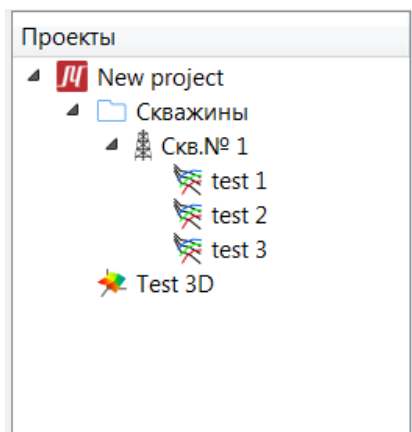 Проекты
New project
Скважины
Скв.№ 1
test 1
test 2
test 3
Test 3D